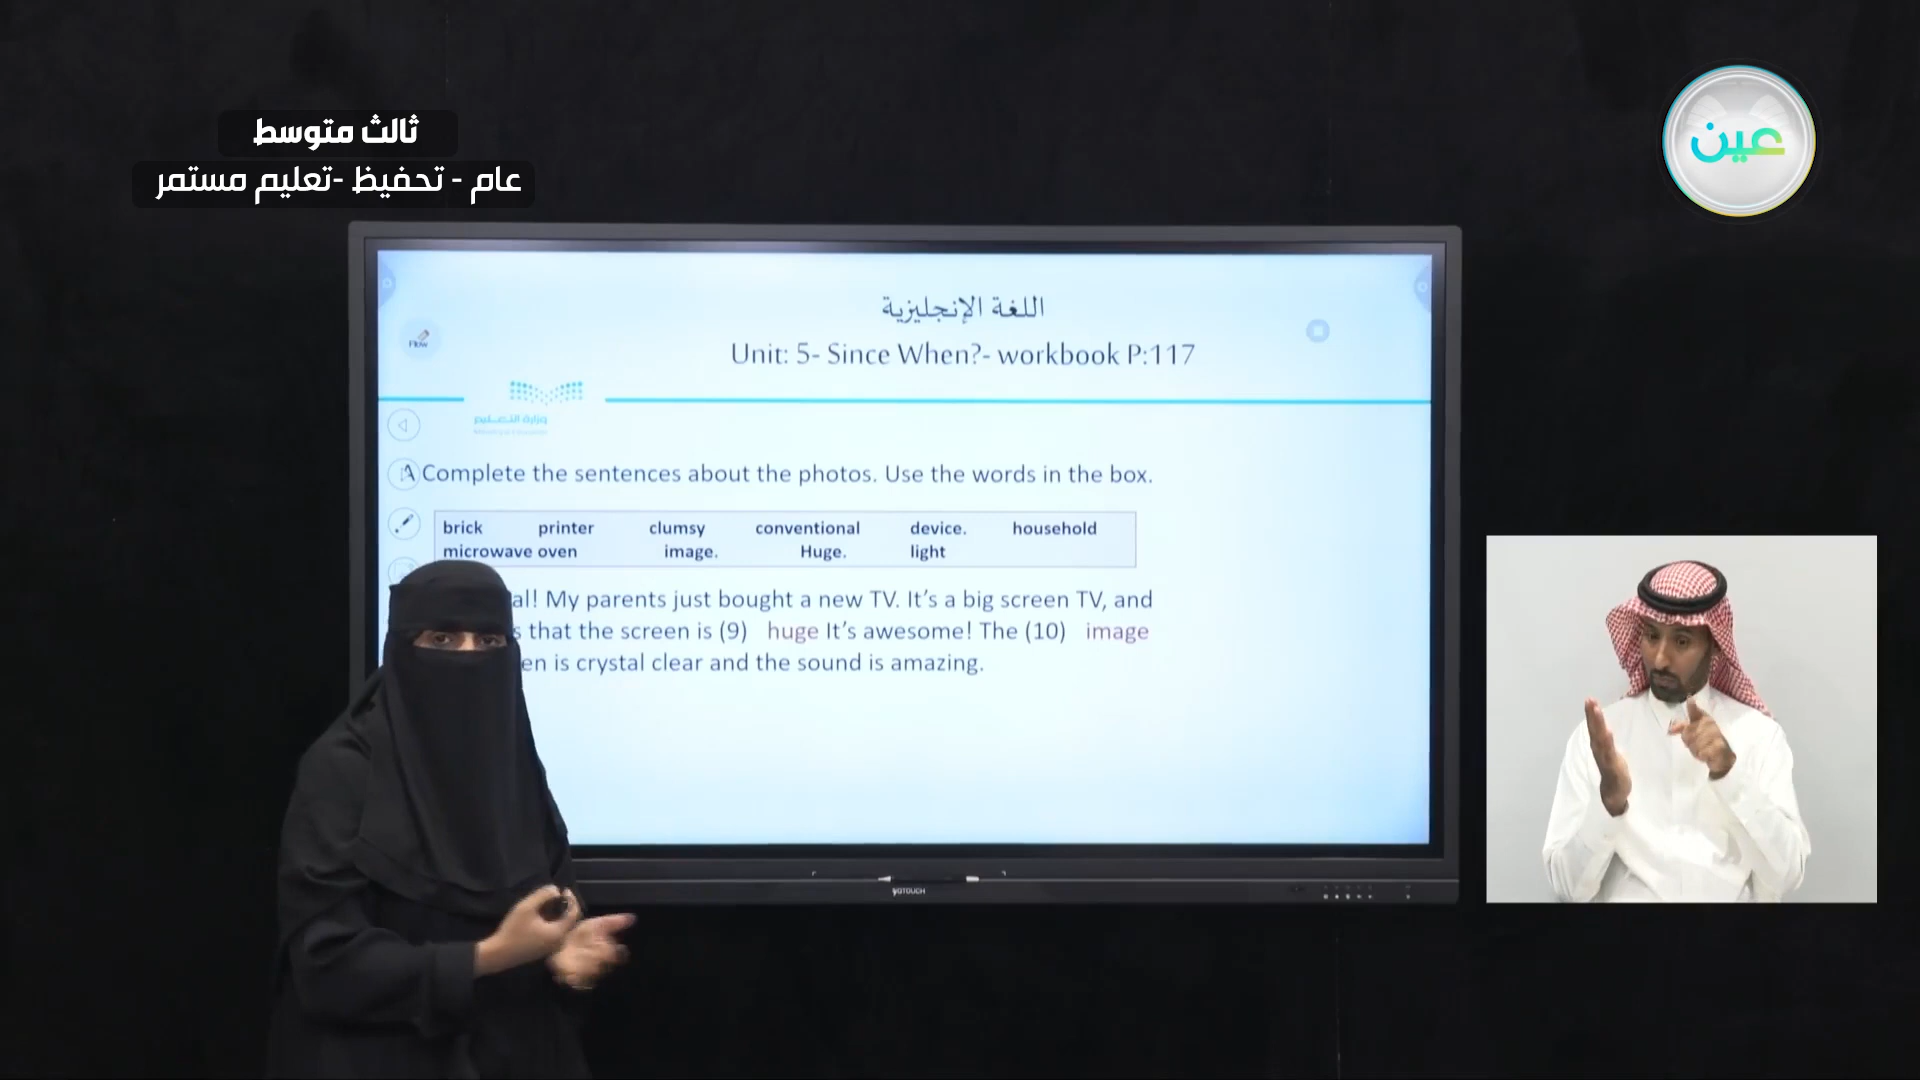 ثالث متوسط
عام - تحفيظ -تعليم مستمر
عين
اللغة الإنجليزية
Unit: 5- Since When?- workbook P:117
Flow
وزارة التعليم
A Complete the sentences about the photos. Use the words in the box.
brick printer clumsy conventional device. household
microwave oven image. Huge. light
al! My parents just bought a new TV. It's a big screen TV, and
s that the screen is (9) huge It's awesome! The (10) image
en is crystal clear and the sound is amazing.